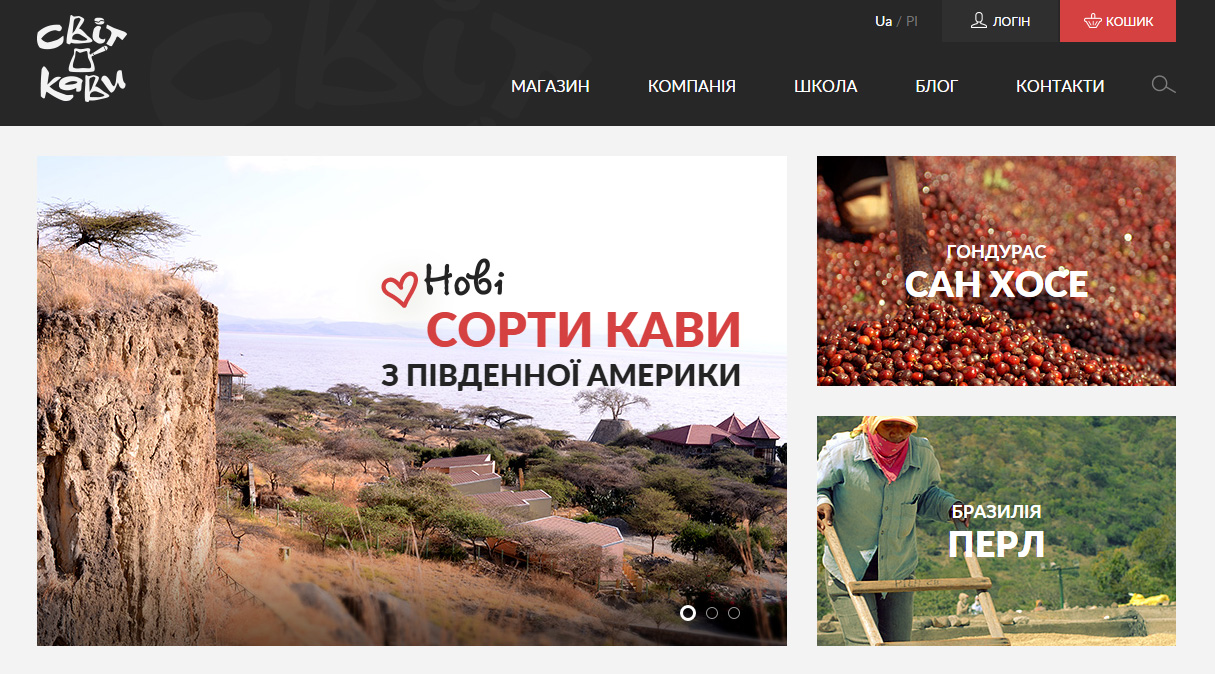 світ
кави
Ua / Pl
ЛОГІН
КОШИК
МАГАЗИН
КОМПАНІЯ
ШКОЛА
БЛОГ
КОНТАКТИ
Нові
СОРТИ КАВИ
З ПІВДЕННОЇ АМЕРИКИ
ГОНДУРАС
САН ХОСЕ
БРАЗИЛІЯ
ПЕРЛ